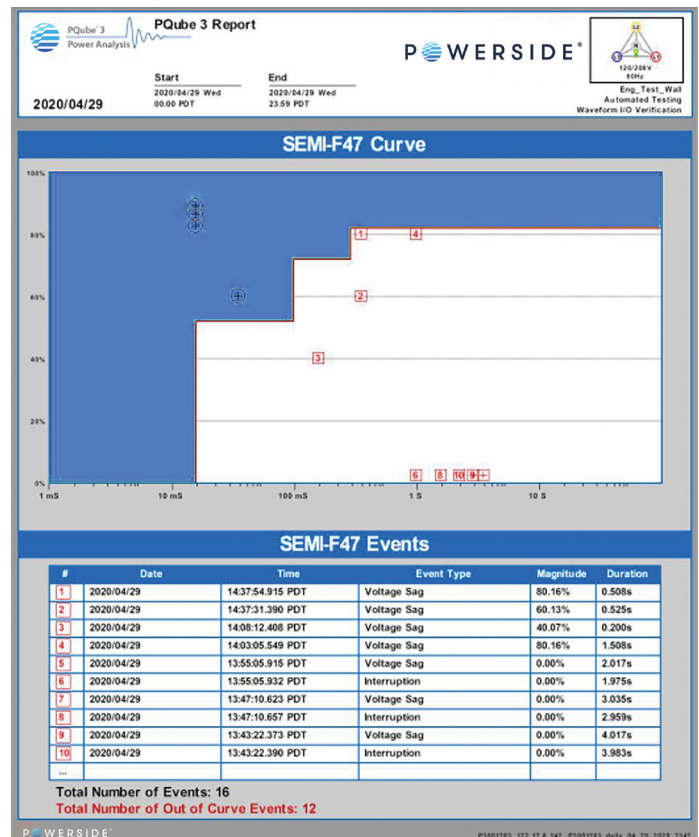 PQube 3
Power Analysis
PQube 3 Report
POWERSIDE
L2
N
L3 L1
120/208V
60Hz
Start End
2020/04/29 Wed 2020/04/29 Wed
00:00 PDT 23:59 PDT
2020/04/29
Eng_Test_Wall
Automated Testing
Waveform I/O Verification
SEMI-F47 Curve
100%
80%
1 4
60%
2
40%
3
20%
6 8 10 9
0%
1 mS 10 mS 100 mS 1 S 10 S
SEMI-F47 Events
# Date Time Event Type Magnitude Duration
1 2020/04/29 14:37:54.915 PDT Voltage Sag 80.16% 0.508s
2 2020/04/29 14:37:31.390 PDT Voltage Sag 60.13% 0.525s
3 2020/04/29 14:08:12.408 PDT Voltage Sag 40.07% 0.200s
4 2020/04/29 14:03:05.549 PDT Voltage Sag 80.16% 1.508s
5 2020/04/29 13:55:05.915 PDT Voltage Sag 0.00% 2.017s
6 2020/04/29 13:55:05.932 PDT Interruption 0.00% 1.975s
7 2020/04/29 13:47:10.623 PDT Voltage Sag 0.00% 3.035s
8 2020/04/29 13:47:10.657 PDT Interruption 0.00% 2.959s
9 2020/04/29 13:43:22.373 PDT Voltage Sag 0.00% 4.017s
10 2020/04/29 13:43:22.390 PDT Interruption 0.00% 3.983s
...
Total Number of Events: 16
Total Number of Out of Curve Events: 12
POWERSIDE